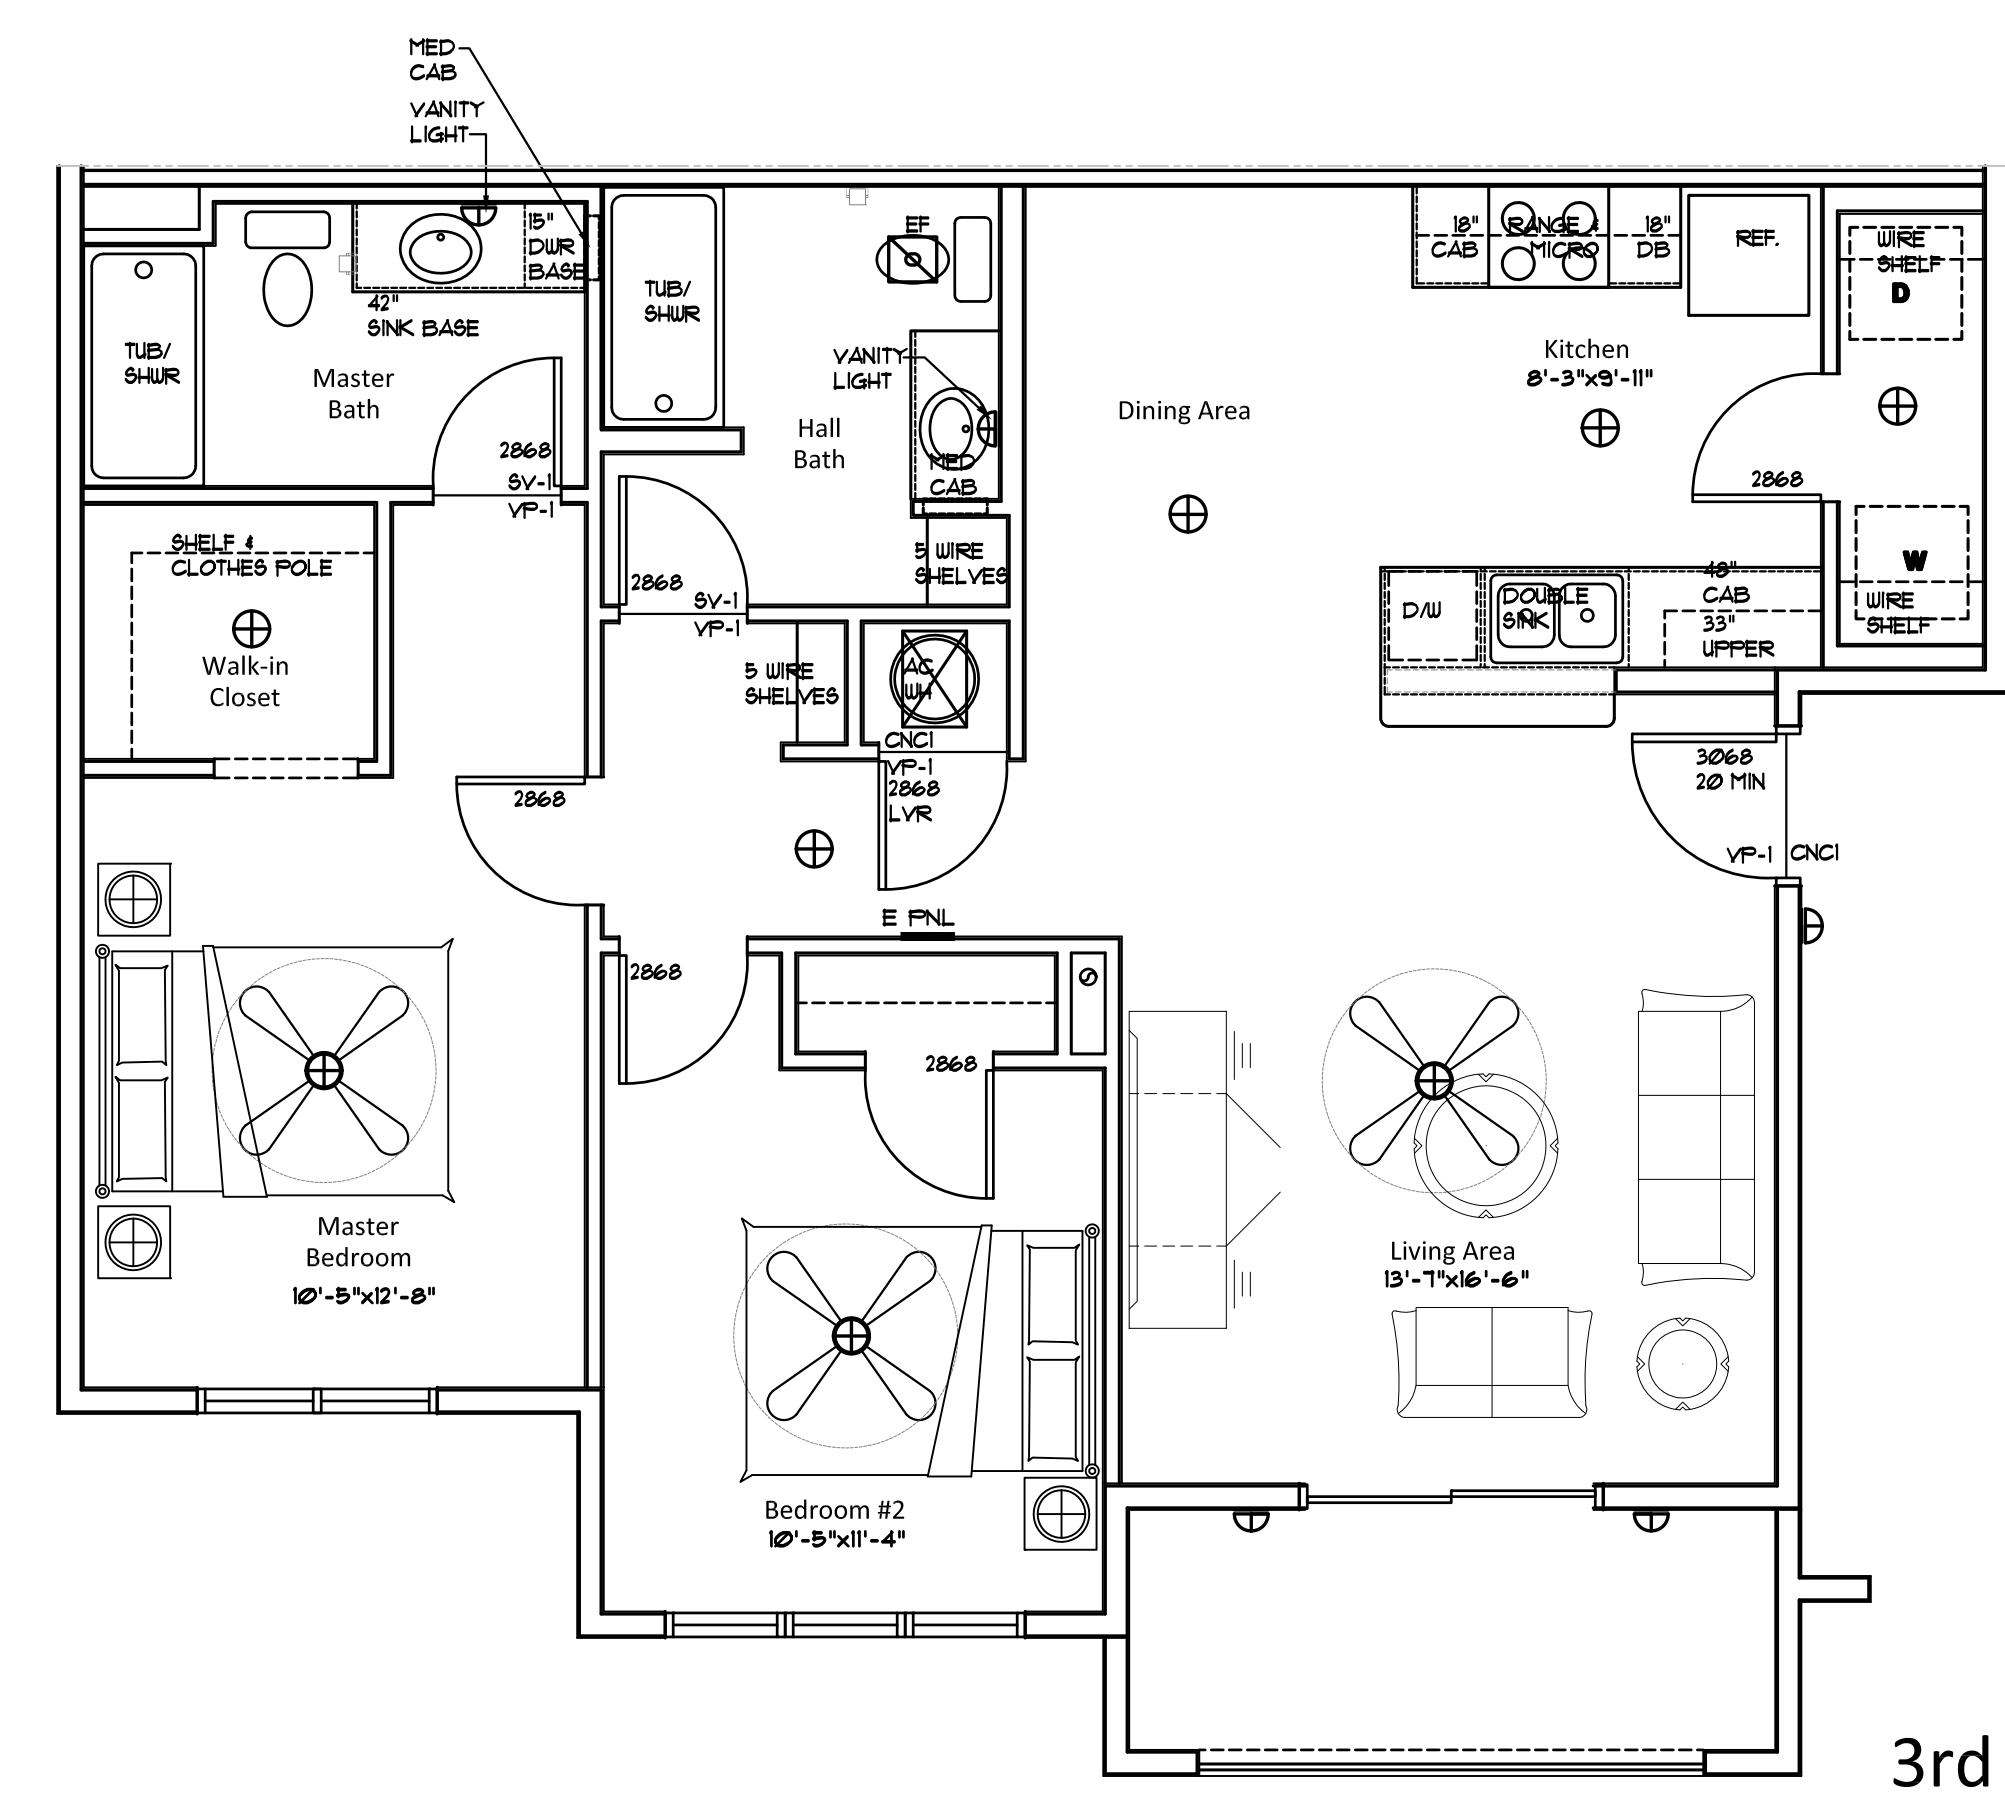 MED
CAB
VANITY
LIGHT
15"
DWR
BASE
42"
SINK BASE
TUB/
SHWR
Master
Bath
2868
SV-1
VP-1
TUB/
SHWR
EF
VANITY
LIGHT
Hall
Bath
MED
CAB
2868
SV-1
VP-1
5 WIRE
SHELVES
5 WIRE
SHELVES
AC
WH
CNC1
VP-1
2868
LVR
Dining Area
18"
CAB
RANGE &
MICRO
18"
DB
REF.
Kitchen
8'-3"x9'-11"
WIRE
SHELF
D
2868
W
WIRE
SHELF
D/W
DOUBLE
SINK
48"
CAB
33"
UPPER
3068
20 MIN
VP-1
CNC1
SHELF &
CLOTHES POLE
Walk-in
Closet
2868
E PNL
2868
S
2868
Master
Bedroom
10'-5"x12'-8"
Living Area
13'-7"x16'-6"
Bedroom #2
10'-5"x11'-4"
3rd